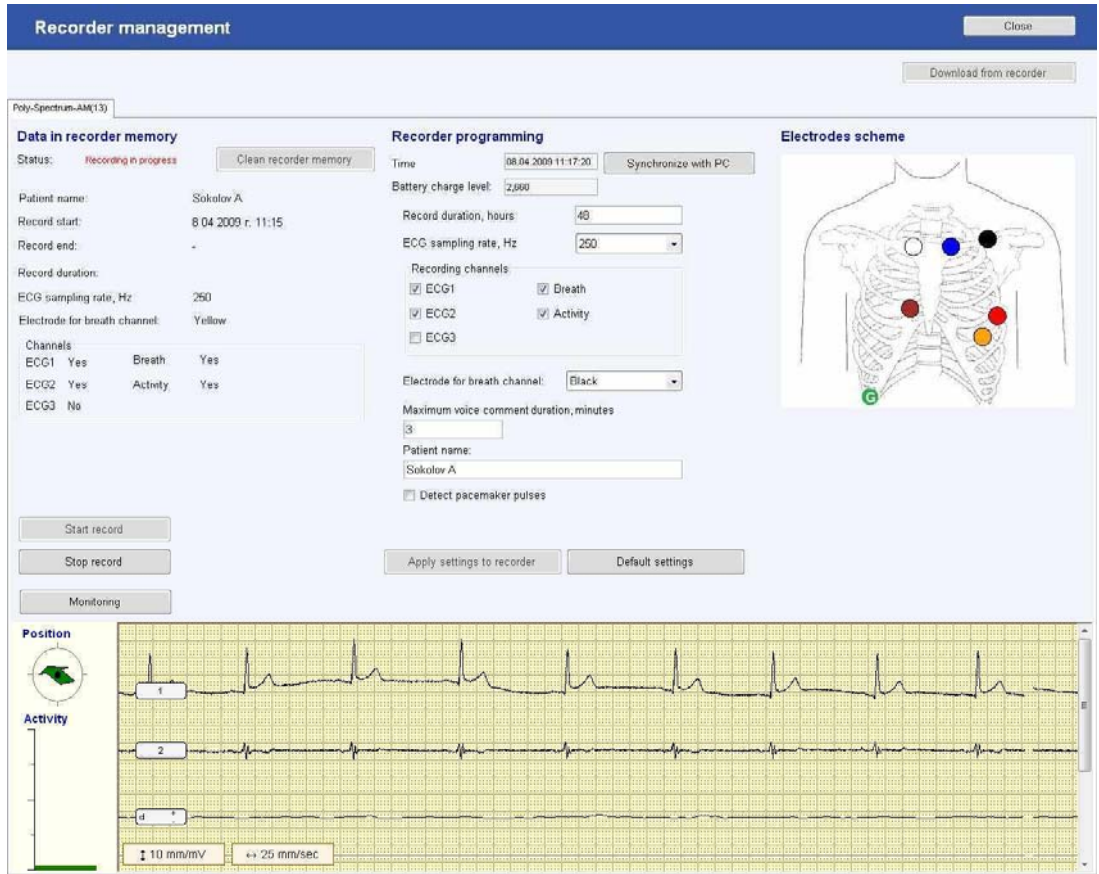 Recorder management
Close
Download from recorder
Poly-Spectrum-AM(13)
Data in recorder memory
Status: Recording in progress
Clean recorder memory
Patient name: Sokolov A
Record start: 8 04 2009 г. 11:15
Record end: -
Record duration:
ECG sampling rate, Hz 250
Electrode for breath channel: Yellow
Channels
ECG1 Yes Breath Yes
ECG2 Yes Activity Yes
ECG3 No
Start record
Stop record
Monitoring
Recorder programming
Time 08.04.2009 11:17:20 Synchronize with PC
Battery charge level: 2,660
Record duration, hours 48
ECG sampling rate, Hz 250
Recording channels
ECG1 Breath
ECG2 Activity
ECG3
Electrode for breath channel: Black
Maximum voice comment duration, minutes
3
Patient name:
Sokolov A
Detect pacemaker pulses
Apply settings to recorder Default settings
Electrodes scheme
G
Position
Activity
1
2
d + -
10 mm/mV 25 mm/sec